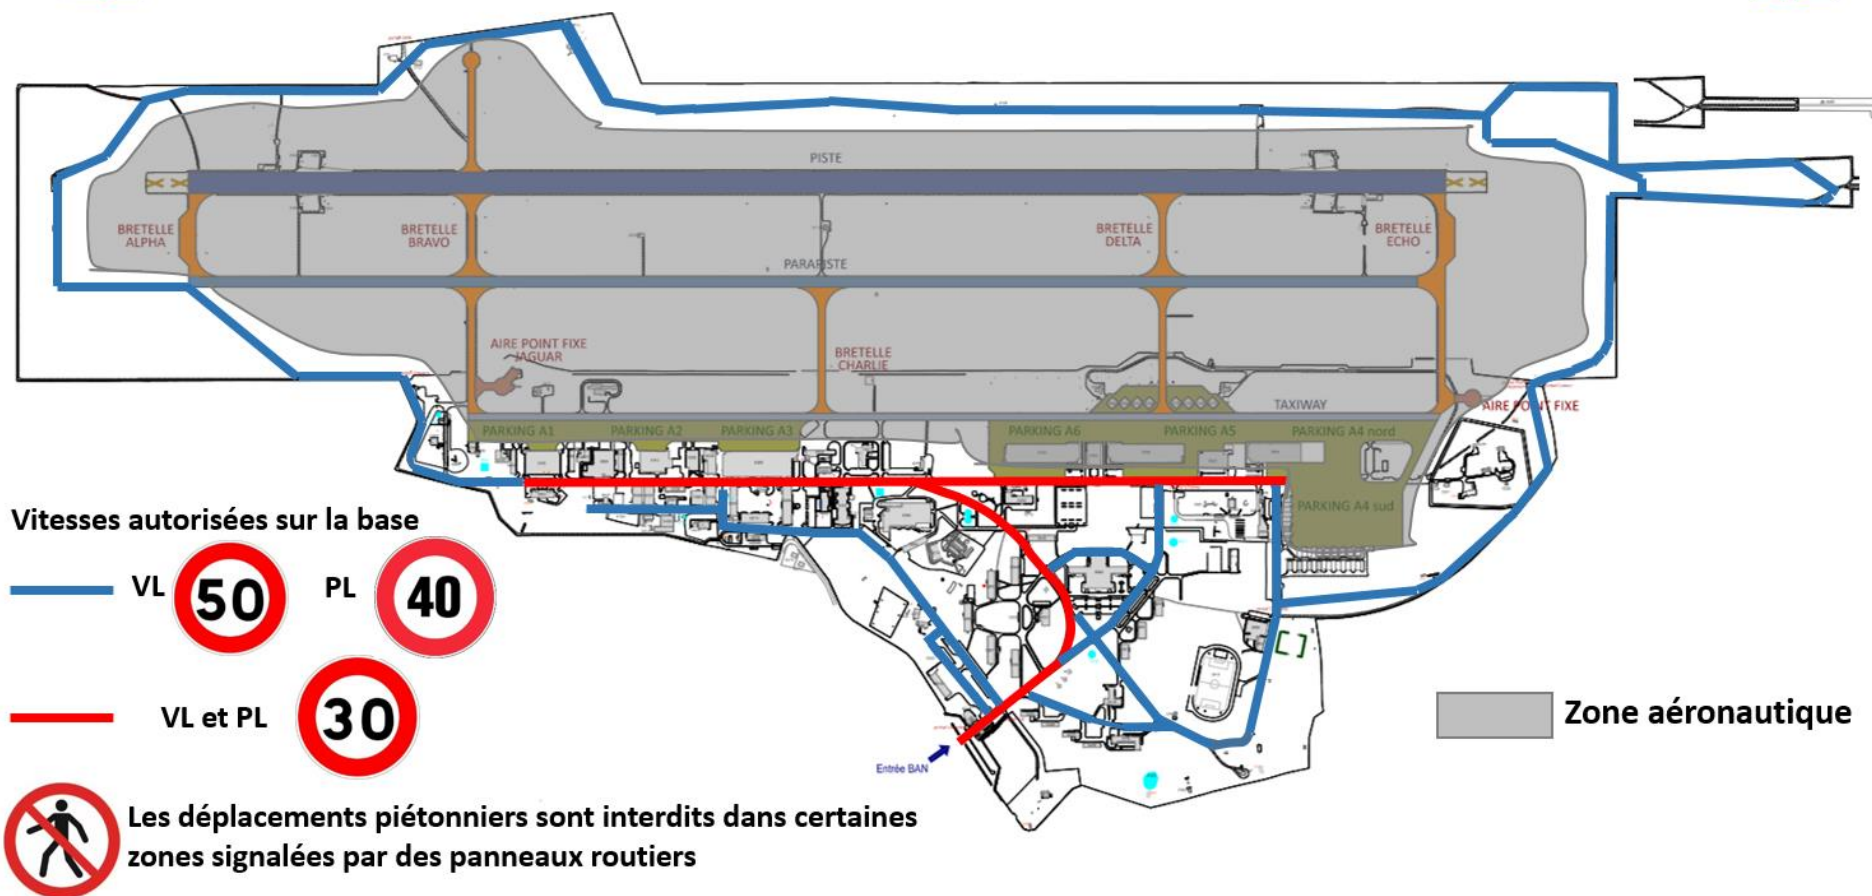 PISTE
BRETELLE
ALPHA
BRETELLE
BRAVO
BRETELLE
DELTA
BRETELLE
ECHO
PARAPISTE
AIRE POINT FIXE
JAGUAR
BRETELLE
CHARLIE
TAXIWAY
AIRE POINT FIXE
PARKING A1
PARKING A2
PARKING A3
PARKING A6
PARKING A5
PARKING A4 nord
PARKING A4 sud
Vitesses autorisées sur la base
VL 50 PL 40
VL et PL 30
Zone aéronautique
Entrée BAN
Les déplacements piétonniers sont interdits dans certaines
zones signalées par des panneaux routiers